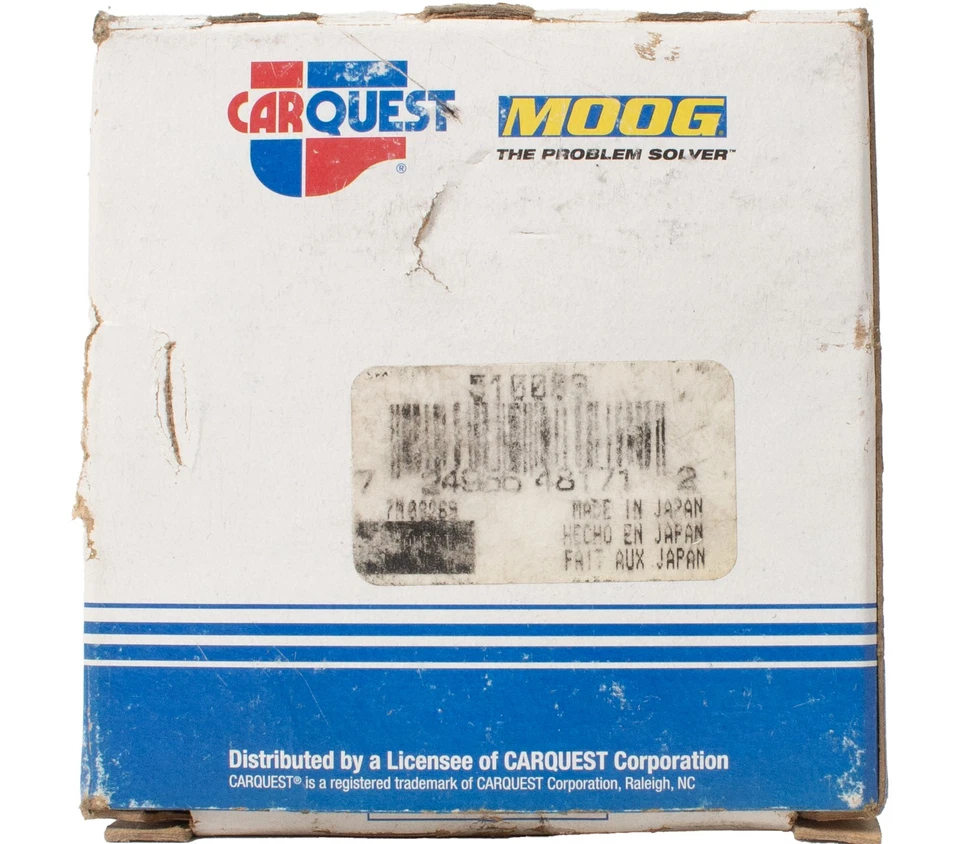 CARQUEST
®
MOOG
THE PROBLEM SOLVER™
MADE IN JAPAN
HECHO EN JAPAN
FAIT AUX JAPAN
Distributed by a Licensee of CARQUEST Corporation
CARQUEST® is a registered trademark of CARQUEST Corporation, Raleigh, NC